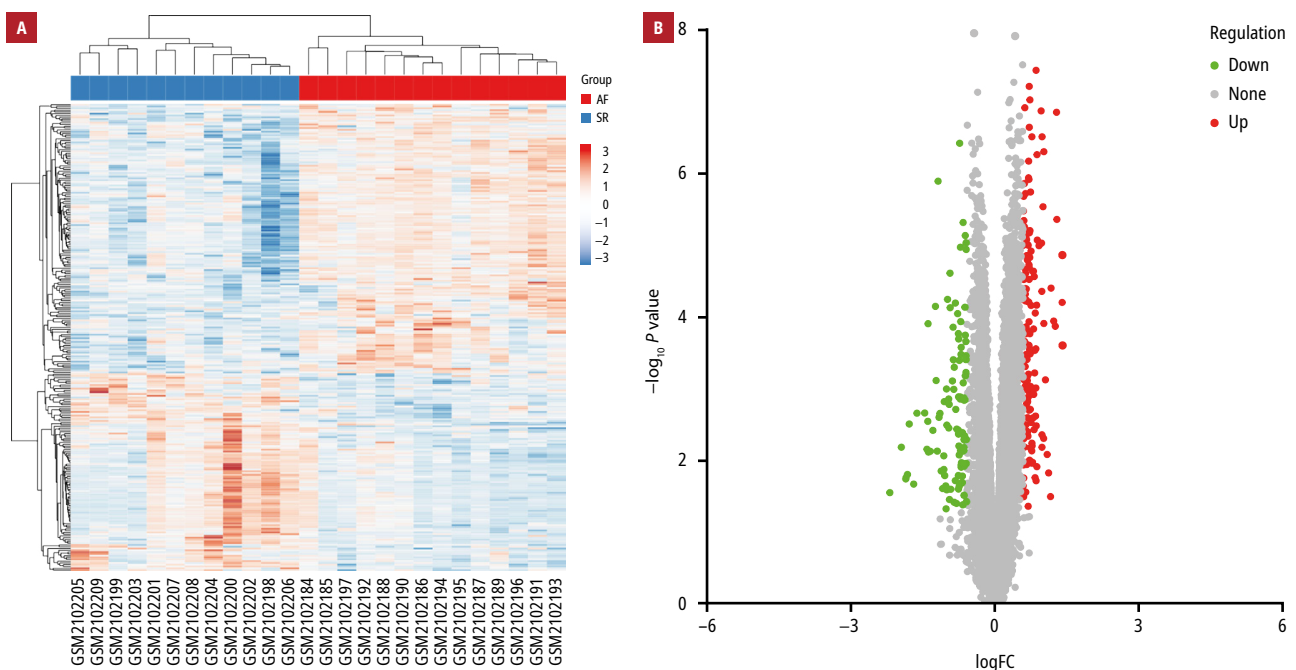 A
Group
AF
SR
3
2
1
0
−1
−2
−3
GSM2102205
GSM2102209
GSM2102199
GSM2102203
GSM2102201
GSM2102207
GSM2102208
GSM2102204
GSM2102200
GSM2102202
GSM2102198
GSM2102206
GSM2102184
GSM2102185
GSM2102197
GSM2102192
GSM2102188
GSM2102190
GSM2102186
GSM2102194
GSM2102195
GSM2102187
GSM2102189
GSM2102196
GSM2102191
GSM2102193
B
8
6
4
2
0
−log₁₀ P value
−6
−3
0
3
6
logFC
Regulation
Down
None
Up